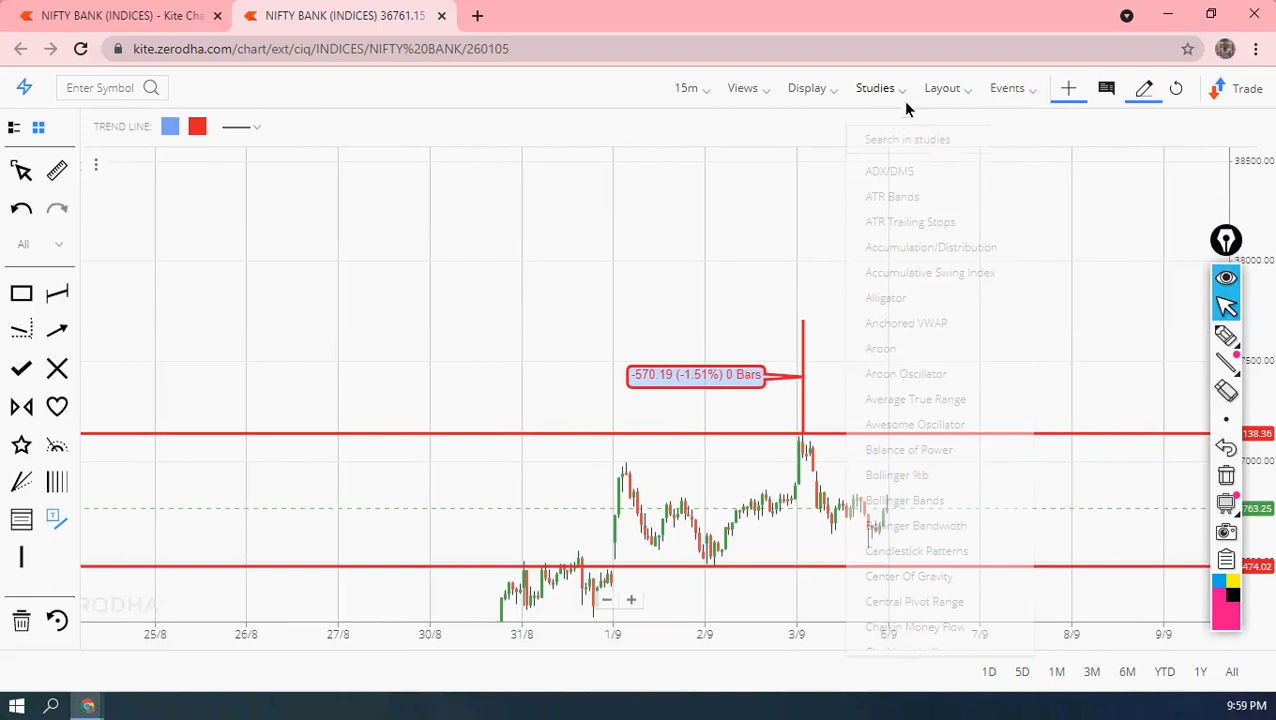 NIFTY BANK (INDICES) - Kite Cha
NIFTY BANK (INDICES) 36761.15
kite.zerodha.com/chart/ext/ciq/INDICES/NIFTY%20BANK/260105
Enter Symbol
15m Views Display Studies Layout Events Trade
TREND LINE:
Search in studies
ADX/DMS
ATR Bands
ATR Trailing Stops
Accumulation/Distribution
Accumulative Swing Index
Alligator
Anchored VWAP
Aroon
Aroon Oscillator
Average True Range
Awesome Oscillator
Balance of Power
Bollinger %b
Bollinger Bands
Bollinger Bandwidth
Candlestick Patterns
Center Of Gravity
Central Pivot Range
Chaikin Money Flow
All
-570.19 (-1.51%) 0 Bars
38500.00
38000.00
7500.00
138.36
7000.00
763.25
474.02
25/8 26/8 27/8 30/8 31/8 1/9 2/9 3/9 6/9 7/9 8/9 9/9
1D 5D 1M 3M 6M YTD 1Y All
9:59 PM